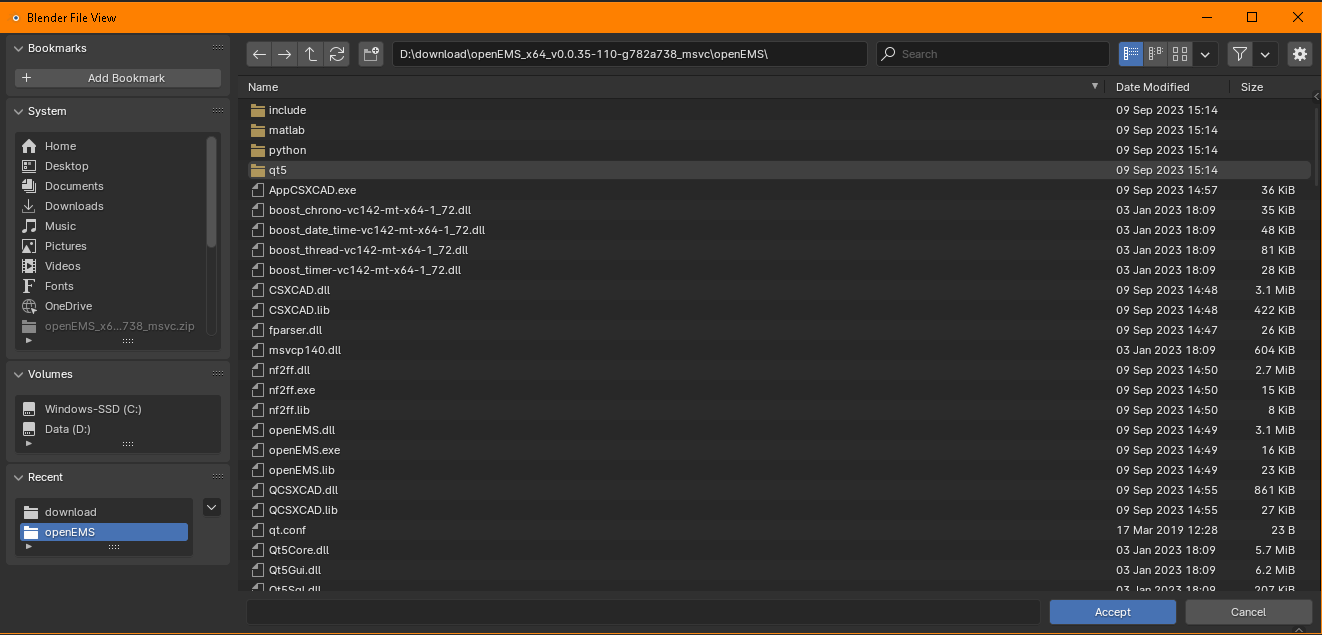 Blender File View
Bookmarks
Add Bookmark
System
Home
Desktop
Documents
Downloads
Music
Pictures
Videos
Fonts
OneDrive
openEMS_x6...738_msvc.zip
Volumes
Windows-SSD (C:)
Data (D:)
Recent
download
openEMS
D:\download\openEMS_x64_v0.0.35-110-g782a738_msvc\openEMS\
Search
Name Date Modified Size
include 09 Sep 2023 15:14
matlab 09 Sep 2023 15:14
python 09 Sep 2023 15:14
qt5 09 Sep 2023 15:14
AppCSXCAD.exe 09 Sep 2023 14:57 36 KiB
boost_chrono-vc142-mt-x64-1_72.dll 03 Jan 2023 18:09 35 KiB
boost_date_time-vc142-mt-x64-1_72.dll 03 Jan 2023 18:09 48 KiB
boost_thread-vc142-mt-x64-1_72.dll 03 Jan 2023 18:09 81 KiB
boost_timer-vc142-mt-x64-1_72.dll 03 Jan 2023 18:09 28 KiB
CSXCAD.dll 09 Sep 2023 14:48 3.1 MiB
CSXCAD.lib 09 Sep 2023 14:48 422 KiB
fparser.dll 09 Sep 2023 14:47 26 KiB
msvcp140.dll 03 Jan 2023 18:09 604 KiB
nf2ff.dll 09 Sep 2023 14:50 2.7 MiB
nf2ff.exe 09 Sep 2023 14:50 15 KiB
nf2ff.lib 09 Sep 2023 14:50 8 KiB
openEMS.dll 09 Sep 2023 14:49 3.1 MiB
openEMS.exe 09 Sep 2023 14:49 16 KiB
openEMS.lib 09 Sep 2023 14:49 23 KiB
QCSXCAD.dll 09 Sep 2023 14:55 861 KiB
QCSXCAD.lib 09 Sep 2023 14:55 27 KiB
qt.conf 17 Mar 2019 12:28 23 B
Qt5Core.dll 03 Jan 2023 18:09 5.7 MiB
Qt5Gui.dll 03 Jan 2023 18:09 6.2 MiB
Qt5Sql.dll 03 Jan 2023 18:09 207 KiB
Accept
Cancel